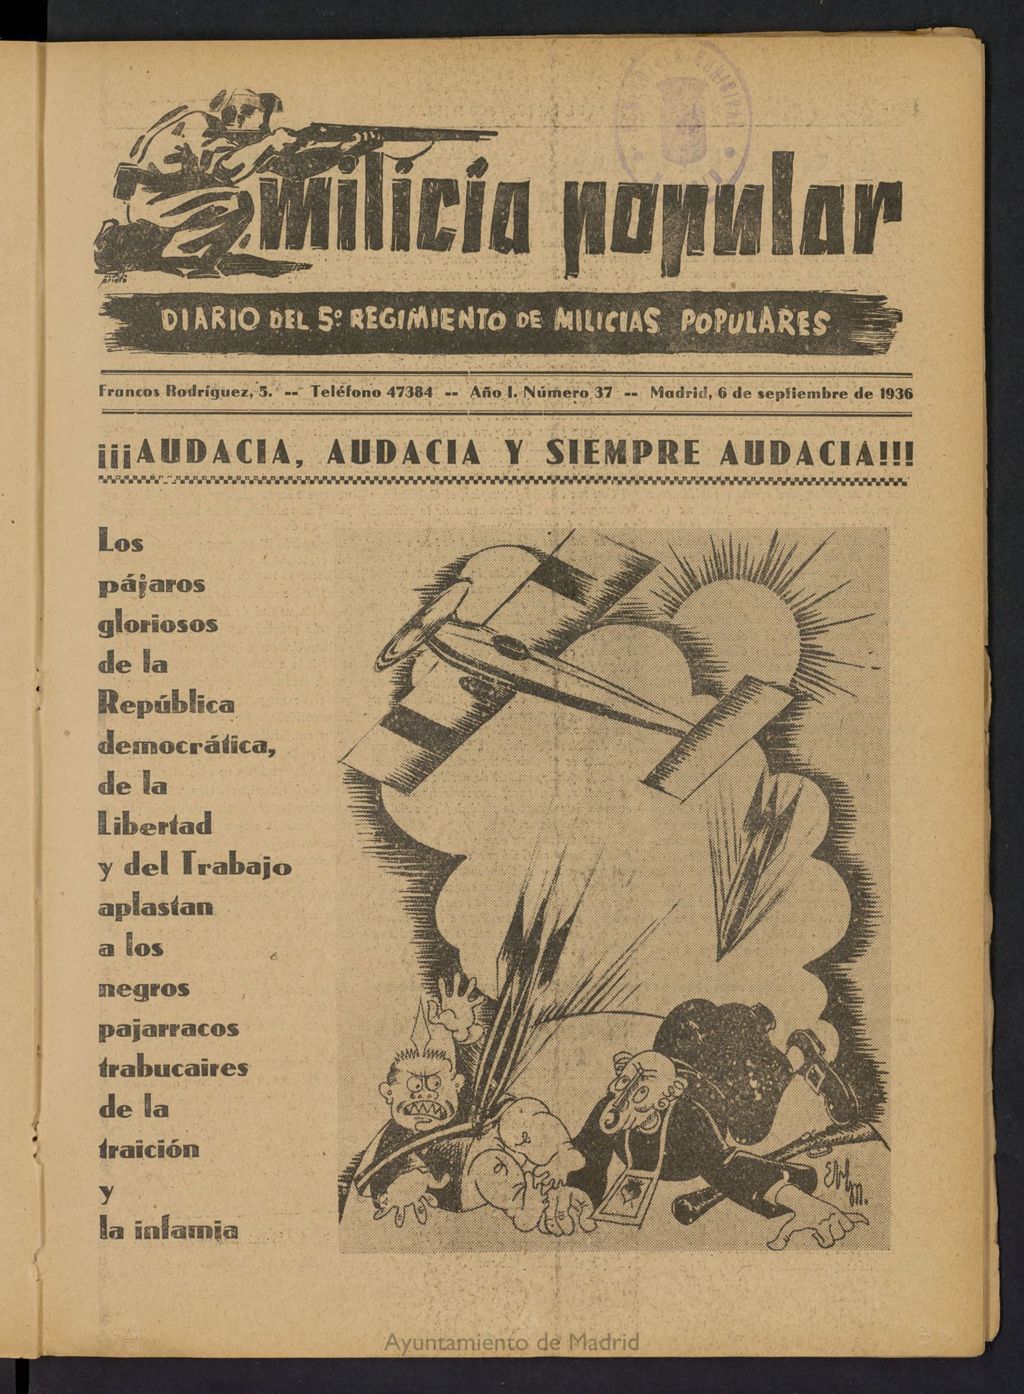 milicia popular
DIARIO DEL 5º REGIMIENTO DE MILICIAS POPULARES
Francos Rodríguez, 5. -- Teléfono 47384 -- Año I. Número 37 -- Madrid, 6 de septiembre de 1936
¡¡¡AUDACIA, AUDACIA Y SIEMPRE AUDACIA!!!
Los
pájaros
gloriosos
de la
República
democrática,
de la
Libertad
y del Trabajo
aplastan
a los
negros
pajarracos
trabucaires
de la
traición
y
la infamia
Ayuntamiento de Madrid